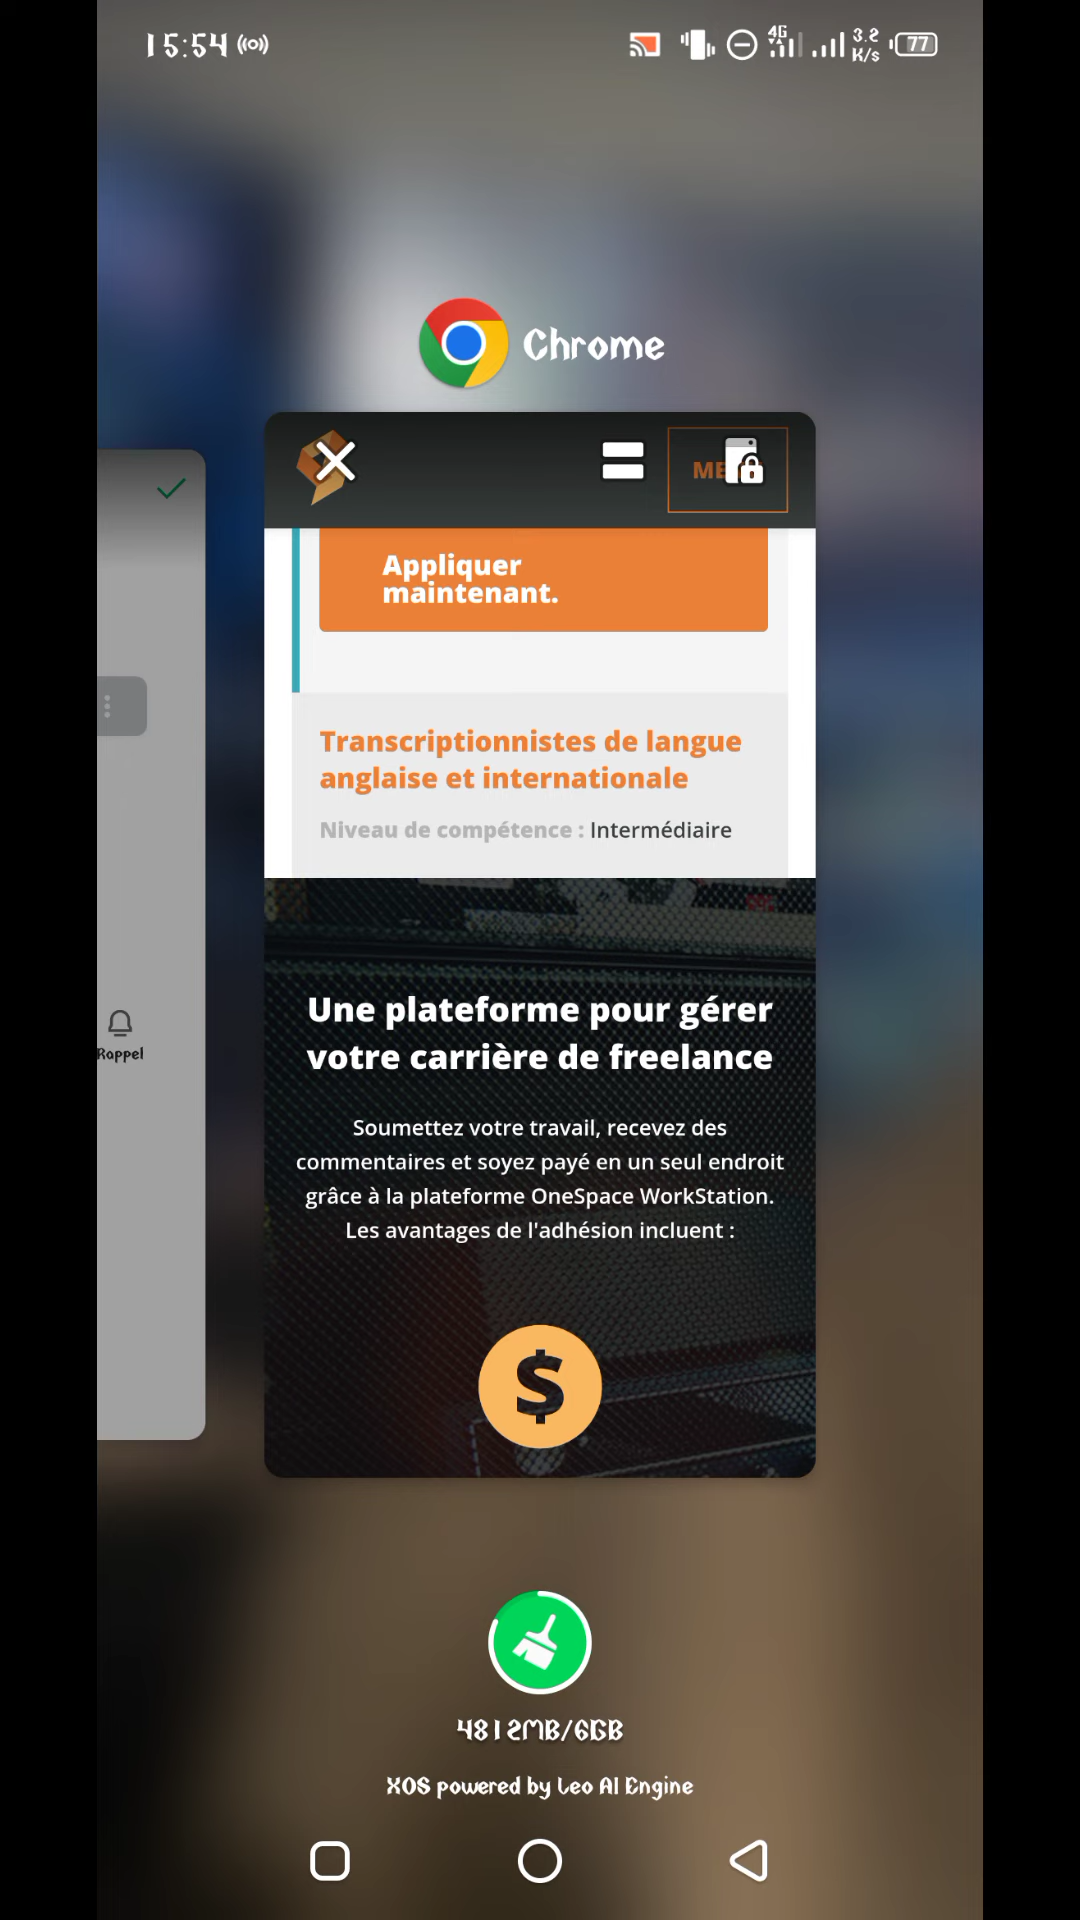 15:54
4G
3.2
K/s
77
Chrome
Appliquer
maintenant.
Transcriptionnistes de langue
anglaise et internationale
Niveau de compétence : Intermédiaire
Rappel
Une plateforme pour gérer
votre carrière de freelance
Soumettez votre travail, recevez des
commentaires et soyez payé en un seul endroit
grâce à la plateforme OneSpace WorkStation.
Les avantages de l'adhésion incluent :
$
4812MB/6GB
XOS powered by Leo AI Engine